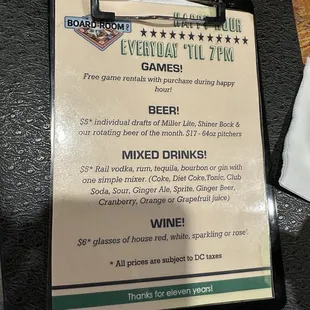 BOARD ROOM
HAPPY HOUR
EVERYDAY 'TIL 7PM
GAMES!
Free game rentals with purchase during happy
hour!
BEER!
$5* individual drafts of Miller Lite, Shiner Bock &
our rotating beer of the month. $17 - 64oz pitchers
MIXED DRINKS!
$5* Rail vodka, rum, tequila, bourbon or gin with
one simple mixer. (Coke, Diet Coke,Tonic, Club
Soda, Sour, Ginger Ale, Sprite, Ginger Beer,
Cranberry, Orange or Grapefruit juice)
WINE!
$6* glasses of house red, white, sparkling or rose'.
* All prices are subject to DC taxes
Thanks for eleven years!